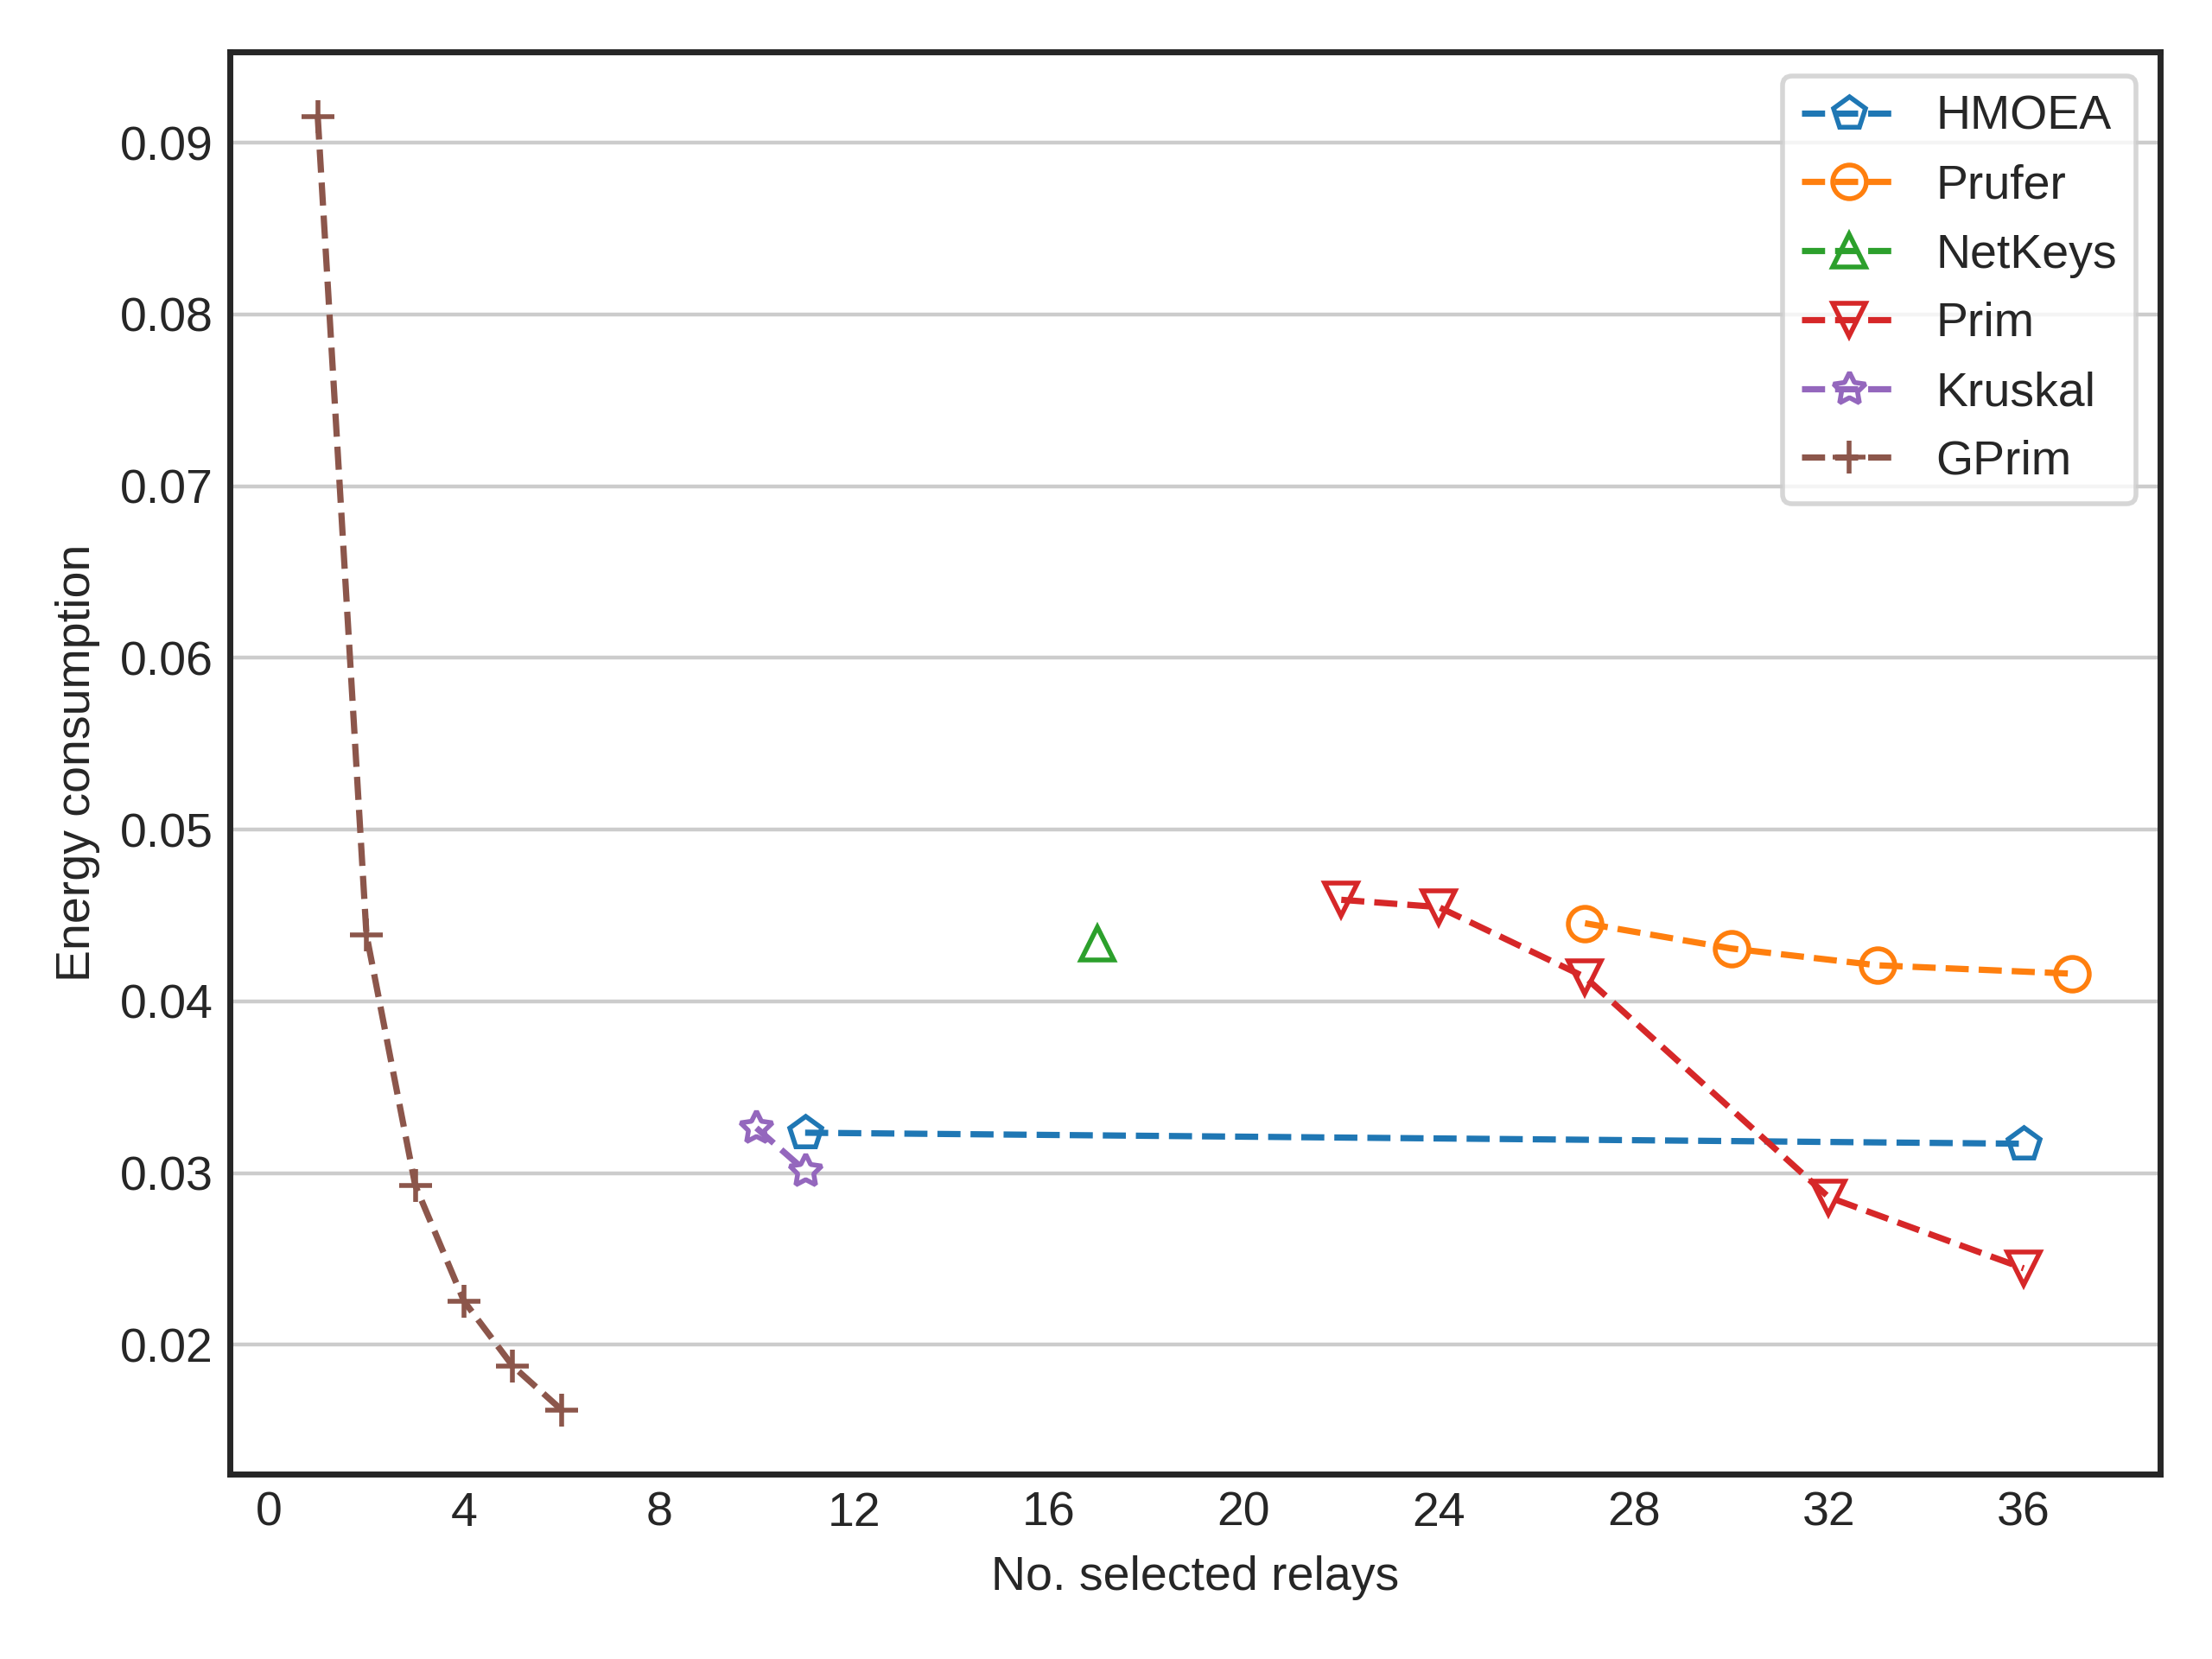 HMOEA
Prufer
NetKeys
Prim
Kruskal
GPrim
0.09
0.08
0.07
0.06
0.05
0.04
0.03
0.02
Energy consumption
0 4 8 12 16 20 24 28 32 36
No. selected relays